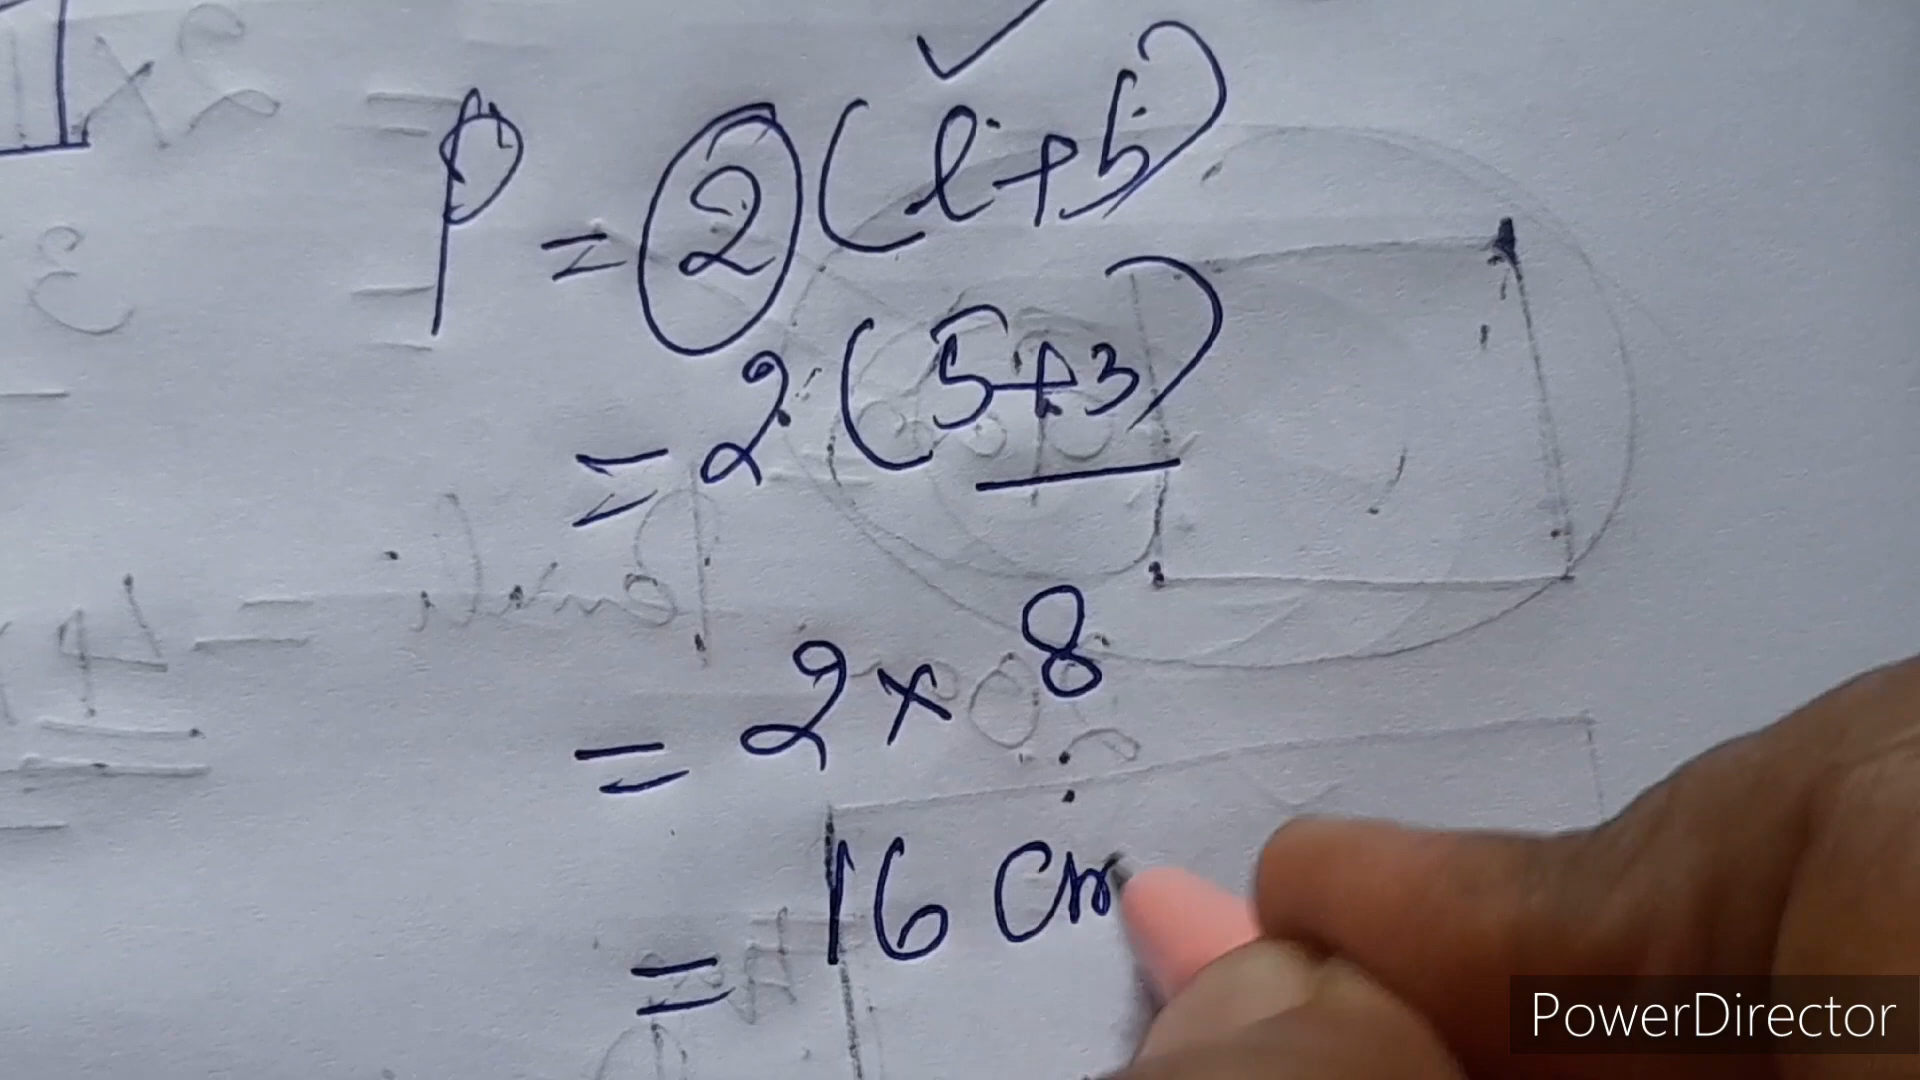 P = 2 (l+b)
= 2 (5+3)
= 2 × 8
= 16 cm
PowerDirector